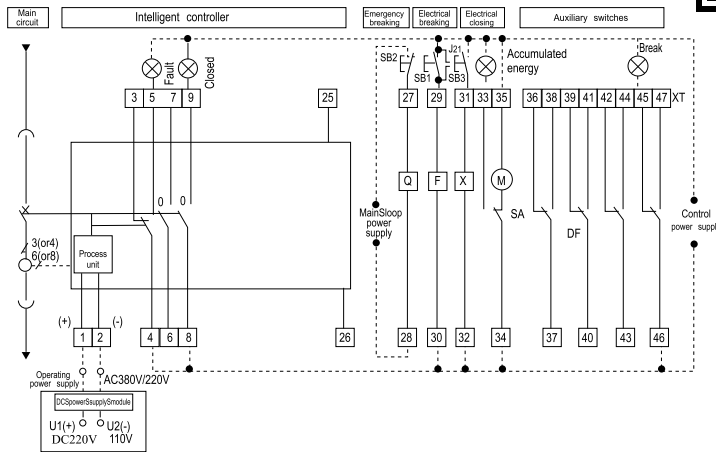 Main circuit
Intelligent controller
Emergency breaking
Electrical breaking
Electrical closing
Auxiliary switches
Fault
Closed
SB2
SB1
J21
SB3
Accumulated energy
Break
3 5 7 9
25
27 29 31 33 35
36 38 39 41 42 44 45 47 XT
0 0
Q F X M
MainSloop power supply
SA
DF
Control power suppl
3(or4)
6(or8)
Process unit
(+) (-)
1 2 4 6 8
26
28 30 32 34
37 40 43 46
Operating power supply
AC380V/220V
DCSpowerSsupplySmodule
U1(+) U2(-)
DC220V 110V